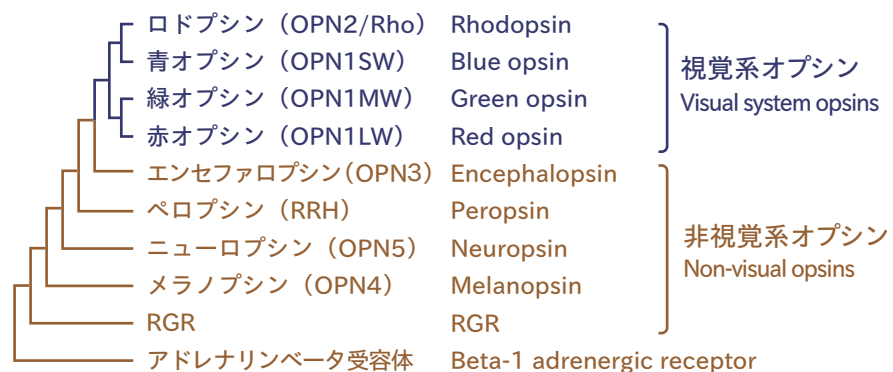 ロドプシン（OPN2/Rho） Rhodopsin
青オプシン（OPN1SW） Blue opsin
緑オプシン（OPN1MW） Green opsin
赤オプシン（OPN1LW） Red opsin
視覚系オプシン
Visual system opsins
エンセファロプシン（OPN3） Encephalopsin
ペロプシン（RRH） Peropsin
ニューロプシン（OPN5） Neuropsin
メラノプシン（OPN4） Melanopsin
RGR RGR
非視覚系オプシン
Non-visual opsins
アドレナリンベータ受容体 Beta-1 adrenergic receptor